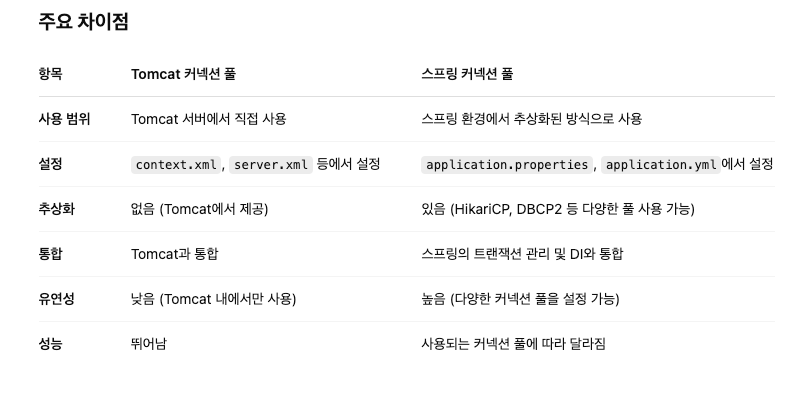 주요 차이점
항목 Tomcat 커넥션 풀 스프링 커넥션 풀
사용 범위 Tomcat 서버에서 직접 사용 스프링 환경에서 추상화된 방식으로 사용
설정 context.xml, server.xml 등에서 설정 application.properties, application.yml에서 설정
추상화 없음 (Tomcat에서 제공) 있음 (HikariCP, DBCP2 등 다양한 풀 사용 가능)
통합 Tomcat과 통합 스프링의 트랜잭션 관리 및 DI와 통합
유연성 낮음 (Tomcat 내에서만 사용) 높음 (다양한 커넥션 풀을 설정 가능)
성능 뛰어남 사용되는 커넥션 풀에 따라 달라짐